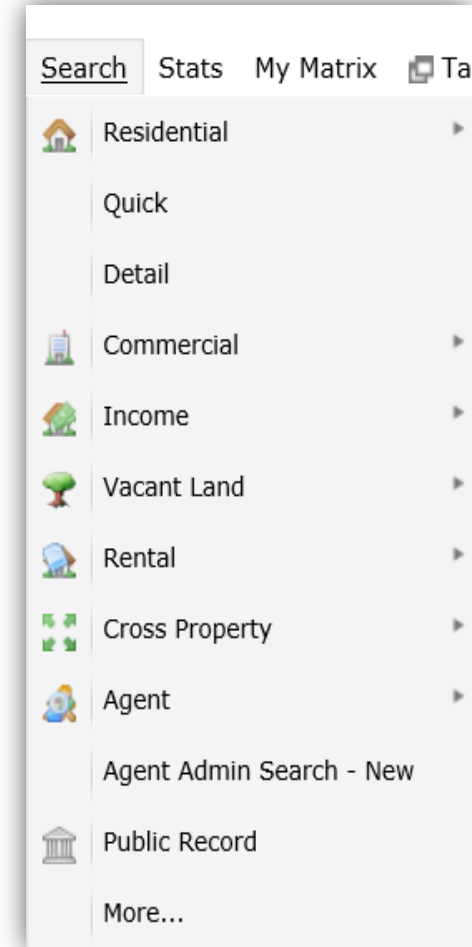 Search Stats My Matrix Ta
Residential
Quick
Detail
Commercial
Income
Vacant Land
Rental
Cross Property
Agent
Agent Admin Search - New
Public Record
More...